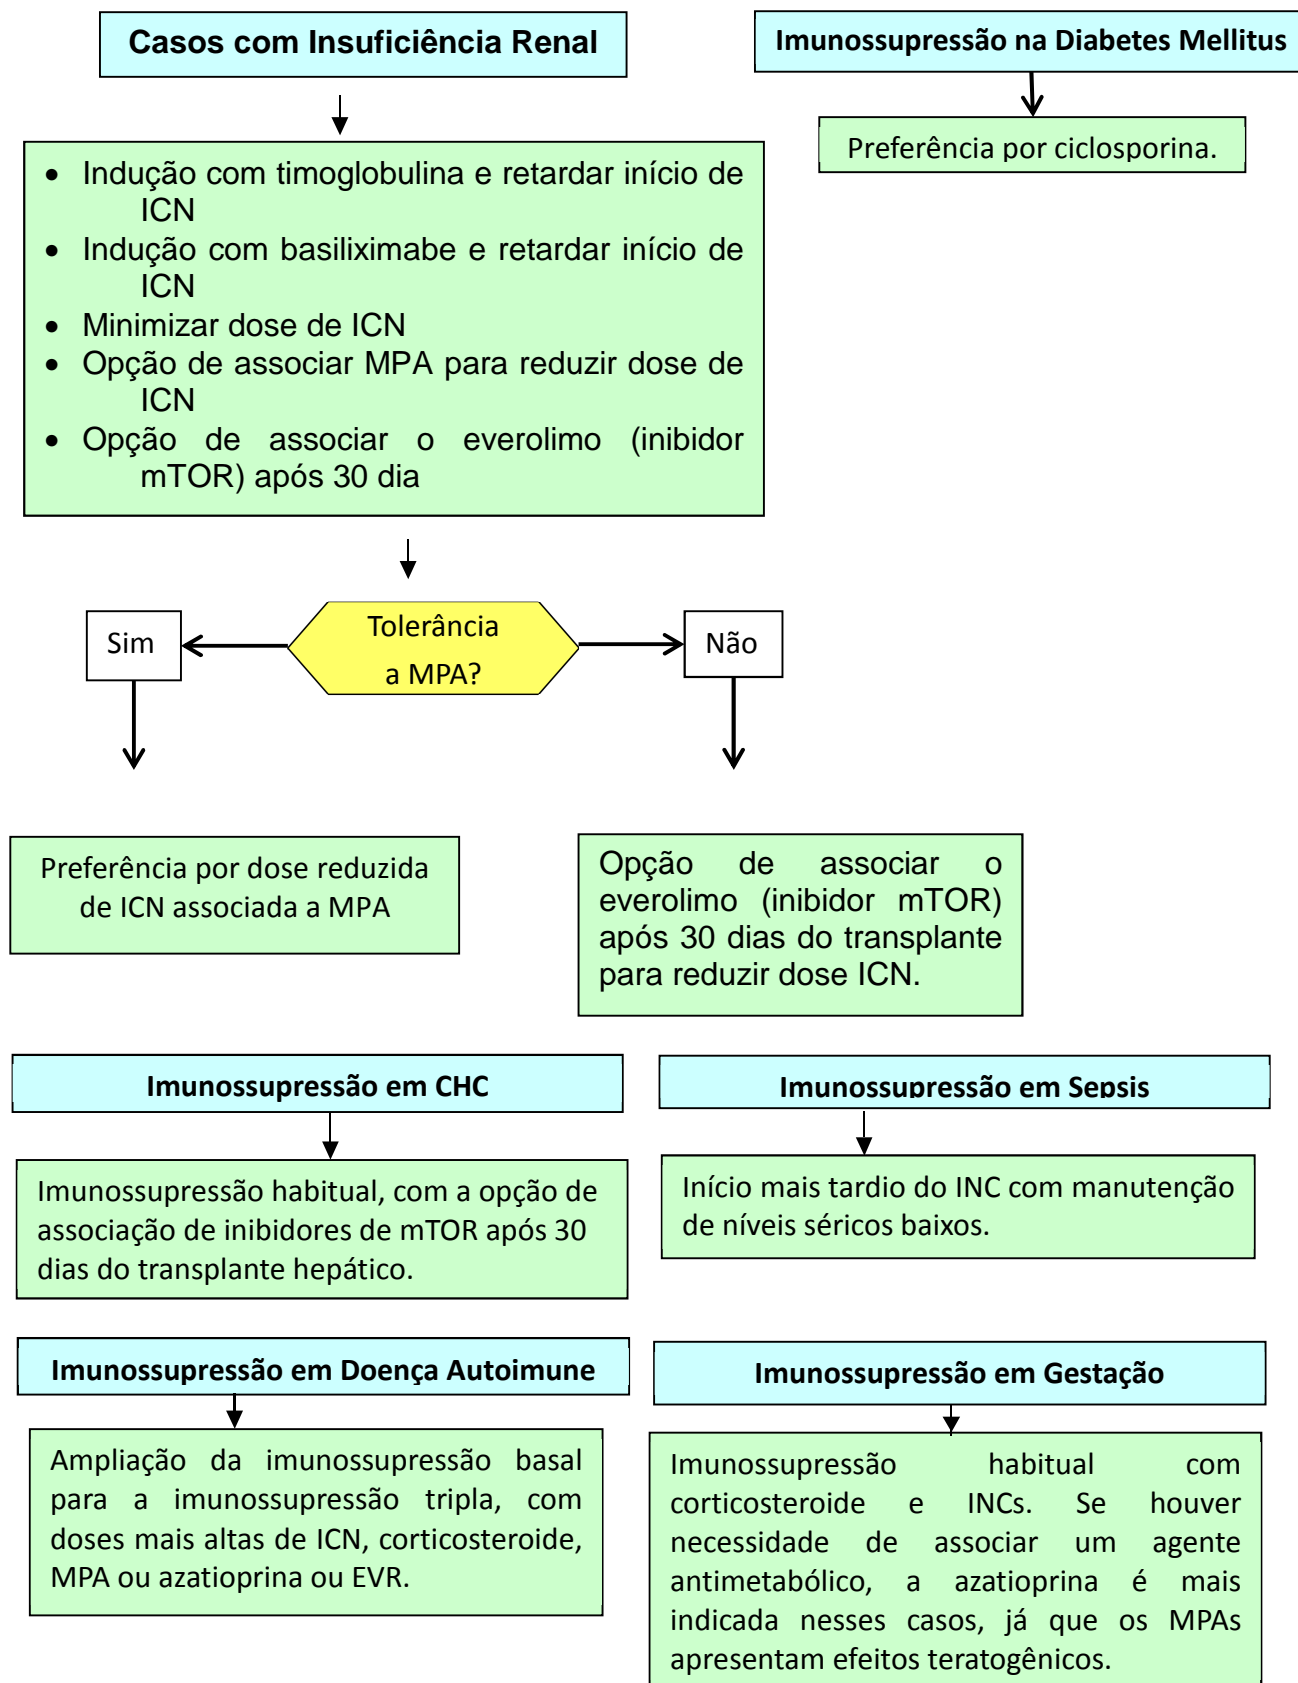 Casos com Insuficiência Renal
Imunossupressão na Diabetes Mellitus
Preferência por ciclosporina.
• Indução com timoglobulina e retardar início de
ICN
• Indução com basiliximabe e retardar início de
ICN
• Minimizar dose de ICN
• Opção de associar MPA para reduzir dose de
ICN
• Opção de associar o everolimo (inibidor
mTOR) após 30 dia
Sim
Tolerância
a MPA?
Não
Preferência por dose reduzida
de ICN associada a MPA
Opção de associar o
everolimo (inibidor mTOR)
após 30 dias do transplante
para reduzir dose ICN.
Imunossupressão em CHC
Imunossupressão habitual, com a opção de
associação de inibidores de mTOR após 30
dias do transplante hepático.
Imunossupressão em Sepsis
Início mais tardio do INC com manutenção
de níveis séricos baixos.
Imunossupressão em Doença Autoimune
Ampliação da imunossupressão basal
para a imunossupressão tripla, com
doses mais altas de ICN, corticosteroide,
MPA ou azatioprina ou EVR.
Imunossupressão em Gestação
Imunossupressão habitual com
corticosteroide e INCs. Se houver
necessidade de associar um agente
antimetabólico, a azatioprina é mais
indicada nesses casos, já que os MPAs
apresentam efeitos teratogênicos.